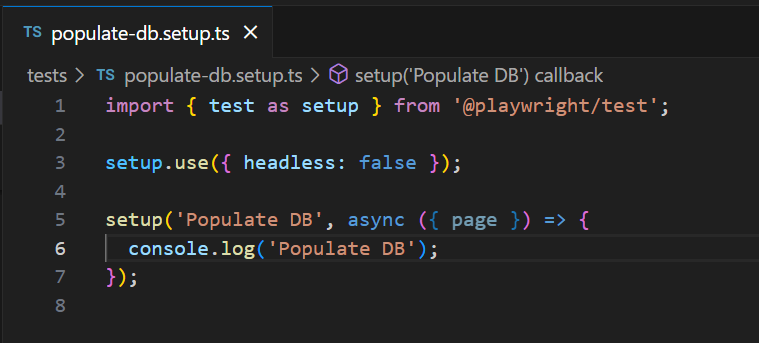 TS populate-db.setup.ts ×
tests > TS populate-db.setup.ts > setup('Populate DB') callback
1 import { test as setup } from '@playwright/test';
2
3 setup.use({ headless: false });
4
5 setup('Populate DB', async ({ page }) => {
6   console.log('Populate DB');
7 });
8